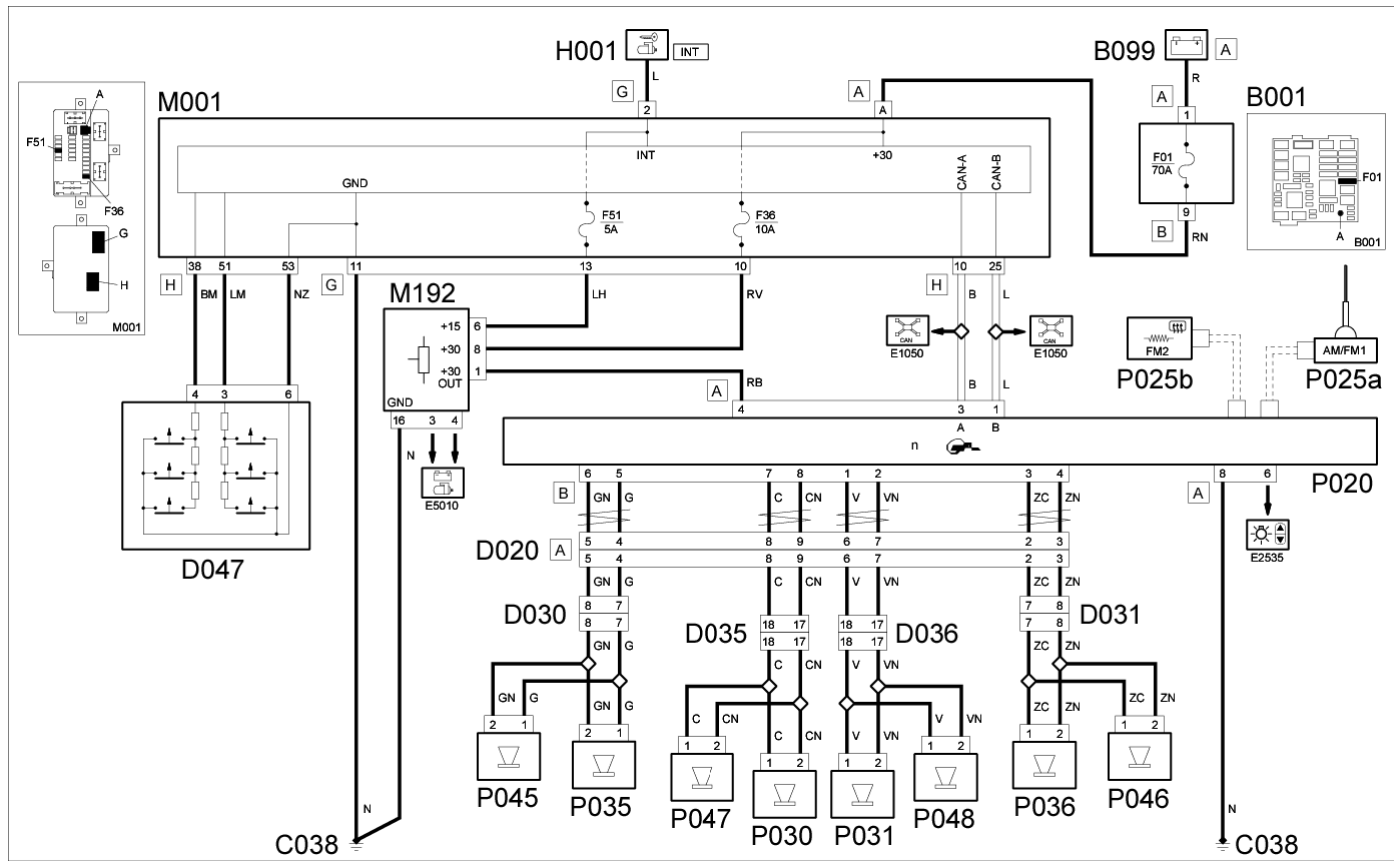 H001 INT B099 A
L R
G 2 A A A 1 B001
M001
A
F51
F36
G
H
M001
INT +30 CAN-A CAN-B
GND
F51 5A F36 10A
F01 70A
9
B RN
F01
A
B001
38 51 53 11 13 10 10 25
H BM LM NZ G LH RV H B L
M192
+15 6
+30 8
+30 OUT 1
GND
16 3 4
N
E5010
CAN E1050
CAN E1050
B L
RB
FM2
P025b
AM/FM1
P025a
4 3 6
D047
A 4 3 1
A B
n
P020
6 5 7 8 1 2 3 4 8 6
B GN G C CN V VN ZC ZN A
E2535
D020 A 5 4 8 9 6 7 2 3
5 4 8 9 6 7 2 3
GN G C CN V VN ZC ZN
D030 8 7 7 8 D031
8 7 7 8
D035 18 17 18 17 D036
18 17 18 17
GN G C CN V VN ZC ZN
GN G GN G C CN C CN V VN V VN ZC ZN ZC ZN
2 1 2 1 1 2 1 2 1 2 1 2 1 2 1 2
P045 P035 P047 P030 P031 P048 P036 P046
N N
C038 C038